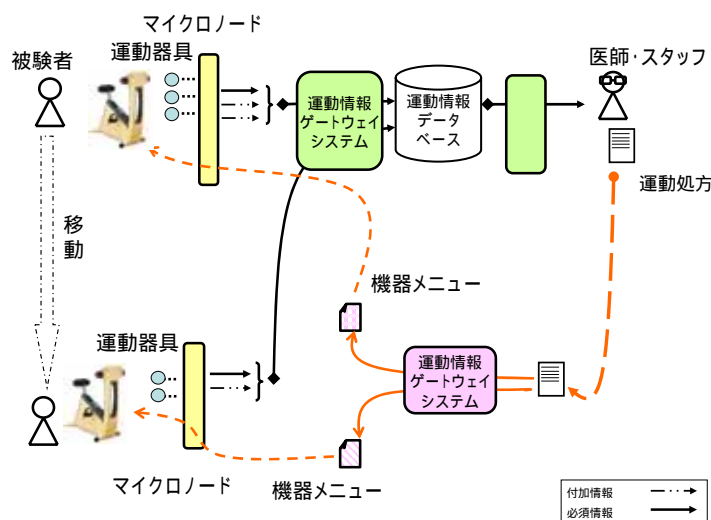 マイクロノード
運動器具
被験者
医師・スタッフ
運動情報
ゲートウェイ
システム
運動情報
データ
ベース
運動処方
移動
機器メニュー
運動器具
運動情報
ゲートウェイ
システム
マイクロノード
機器メニュー
付加情報
必須情報